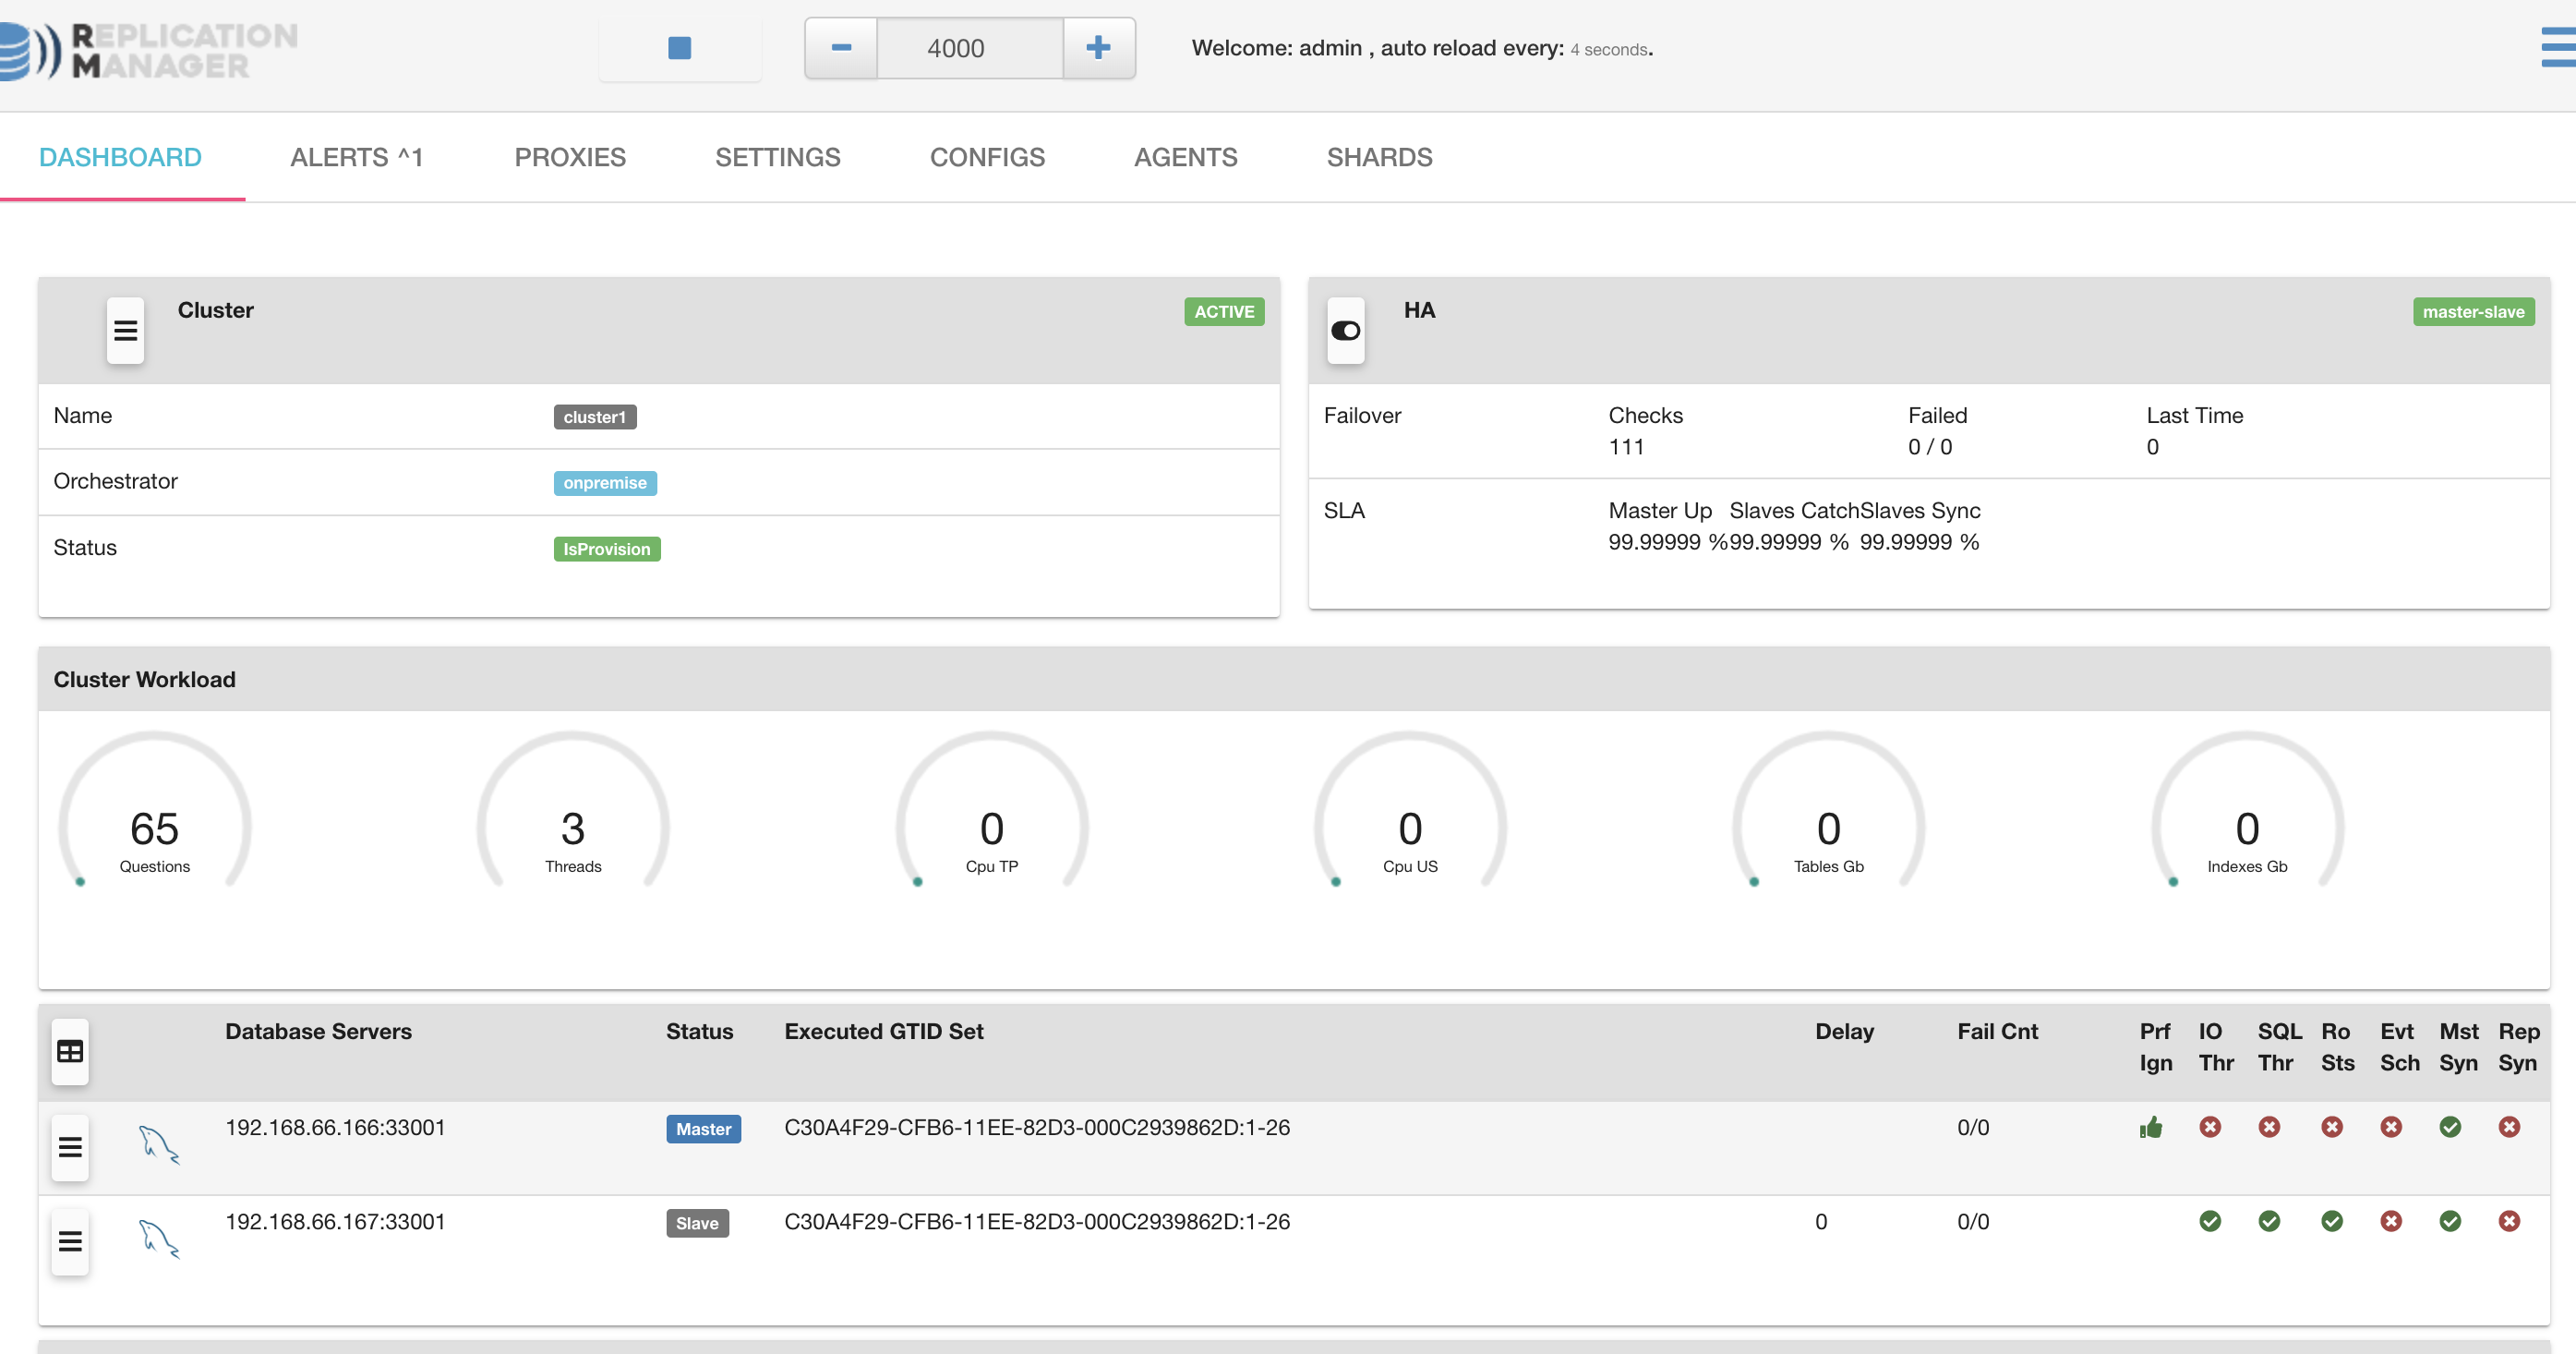 REPLICATION
MANAGER
4000
Welcome: admin , auto reload every: 4 seconds.
DASHBOARD ALERTS ^1 PROXIES SETTINGS CONFIGS AGENTS SHARDS
Cluster ACTIVE
Name cluster1
Orchestrator onpremise
Status IsProvision
HA master-slave
Failover Checks Failed Last Time
111 0 / 0 0
SLA Master Up Slaves CatchSlaves Sync
99.99999 %99.99999 % 99.99999 %
Cluster Workload
65 3 0 0 0 0
Questions Threads Cpu TP Cpu US Tables Gb Indexes Gb
Database Servers Status Executed GTID Set Delay Fail Cnt Prf IO SQL Ro Evt Mst Rep
Ign Thr Thr Sts Sch Syn Syn
192.168.66.166:33001 Master C30A4F29-CFB6-11EE-82D3-000C2939862D:1-26 0/0
192.168.66.167:33001 Slave C30A4F29-CFB6-11EE-82D3-000C2939862D:1-26 0 0/0